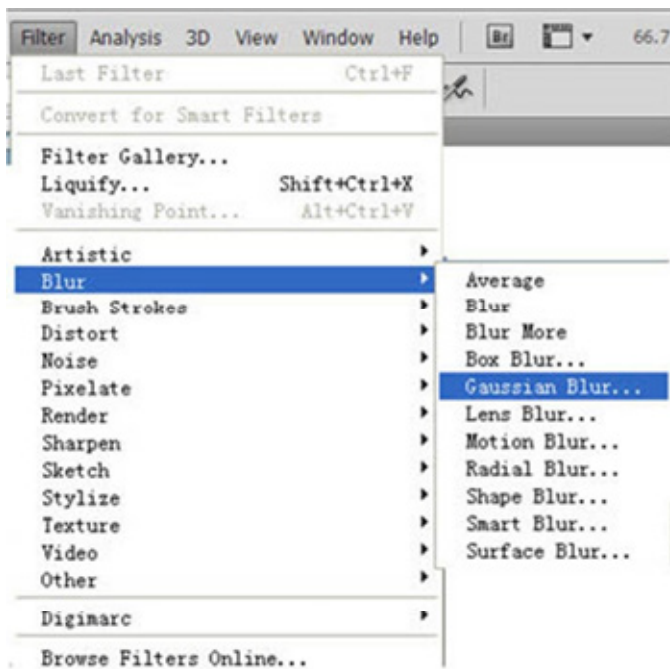 Filter Analysis 3D View Window Help Br 66.7
Last Filter Ctrl+F
Convert for Smart Filters
Filter Gallery...
Liquify... Shift+Ctrl+X
Vanishing Point... Alt+Ctrl+V
Artistic
Blur
Brush Strokes
Distort
Noise
Pixelate
Render
Sharpen
Sketch
Stylize
Texture
Video
Other
Digimarc
Browse Filters Online...
Average
Blur
Blur More
Box Blur...
Gaussian Blur...
Lens Blur...
Motion Blur...
Radial Blur...
Shape Blur...
Smart Blur...
Surface Blur...